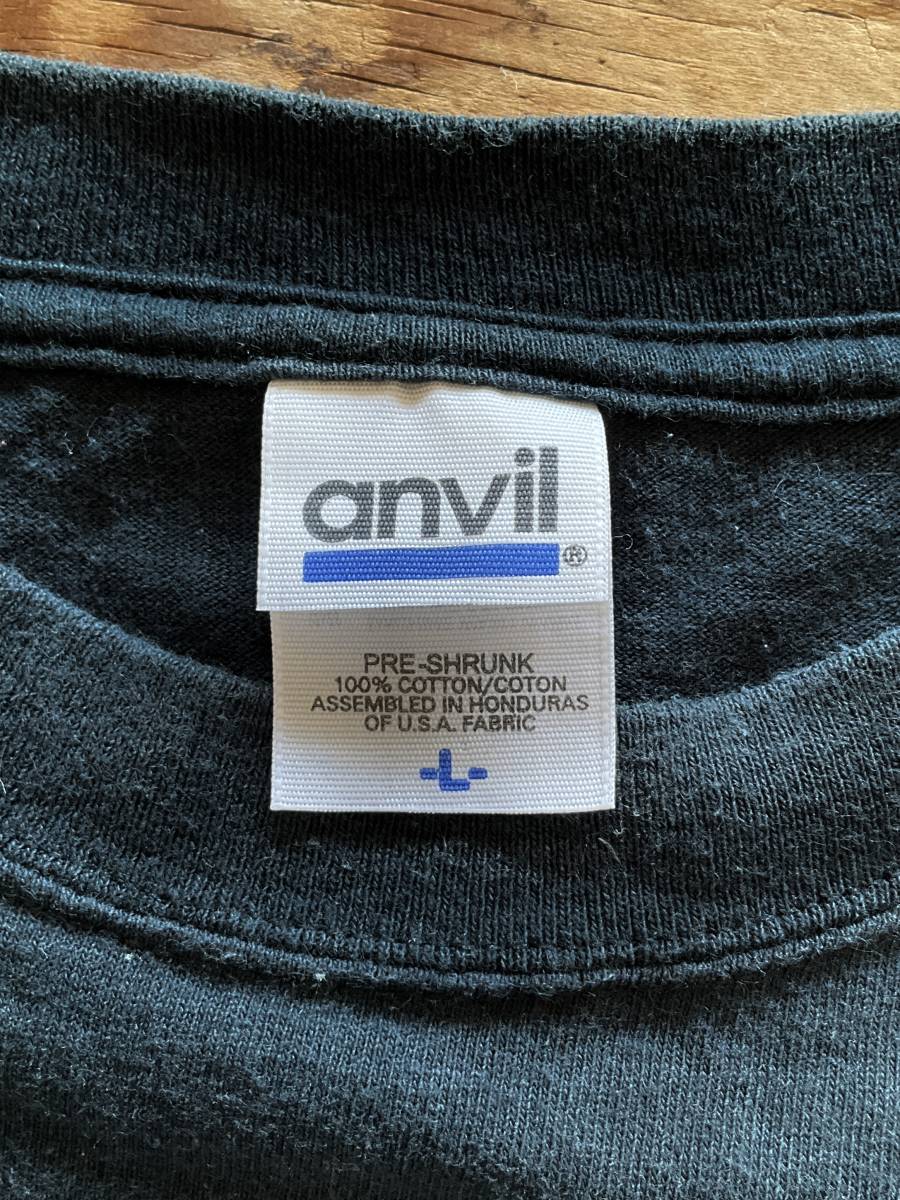 anvil®
PRE-SHRUNK
100% COTTON/COTON
ASSEMBLED IN HONDURAS
OF U.S.A. FABRIC
-L-